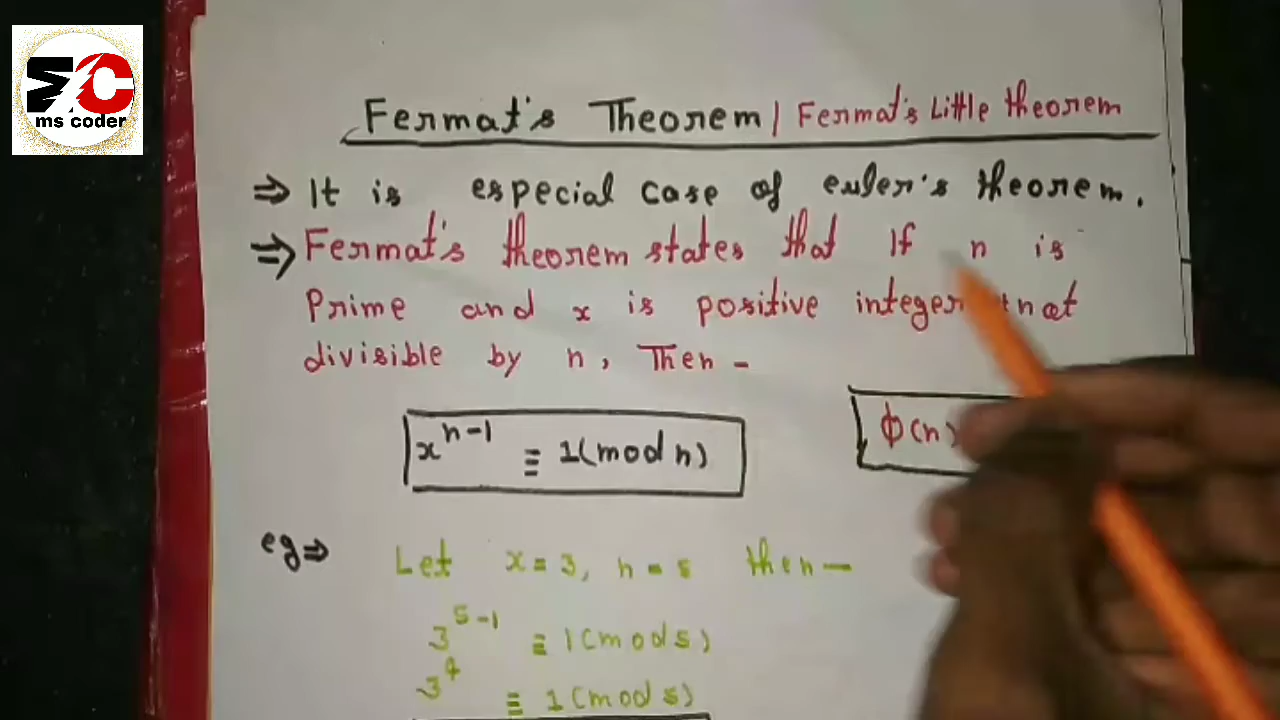 ms coder
Fermat's Theorem | Fermat's Little theorem
⇒ It is especial case of euler's theorem.
⇒ Fermat's theorem states that If n is
Prime and x is positive integer not
divisible by n, Then -
x^n-1 ≡ 1(mod n)
ϕ(n)
eg ⇒ Let x = 3, n = 5 then -
3^5-1 ≡ 1(mod 5)
3^4 ≡ 1(mod 5)